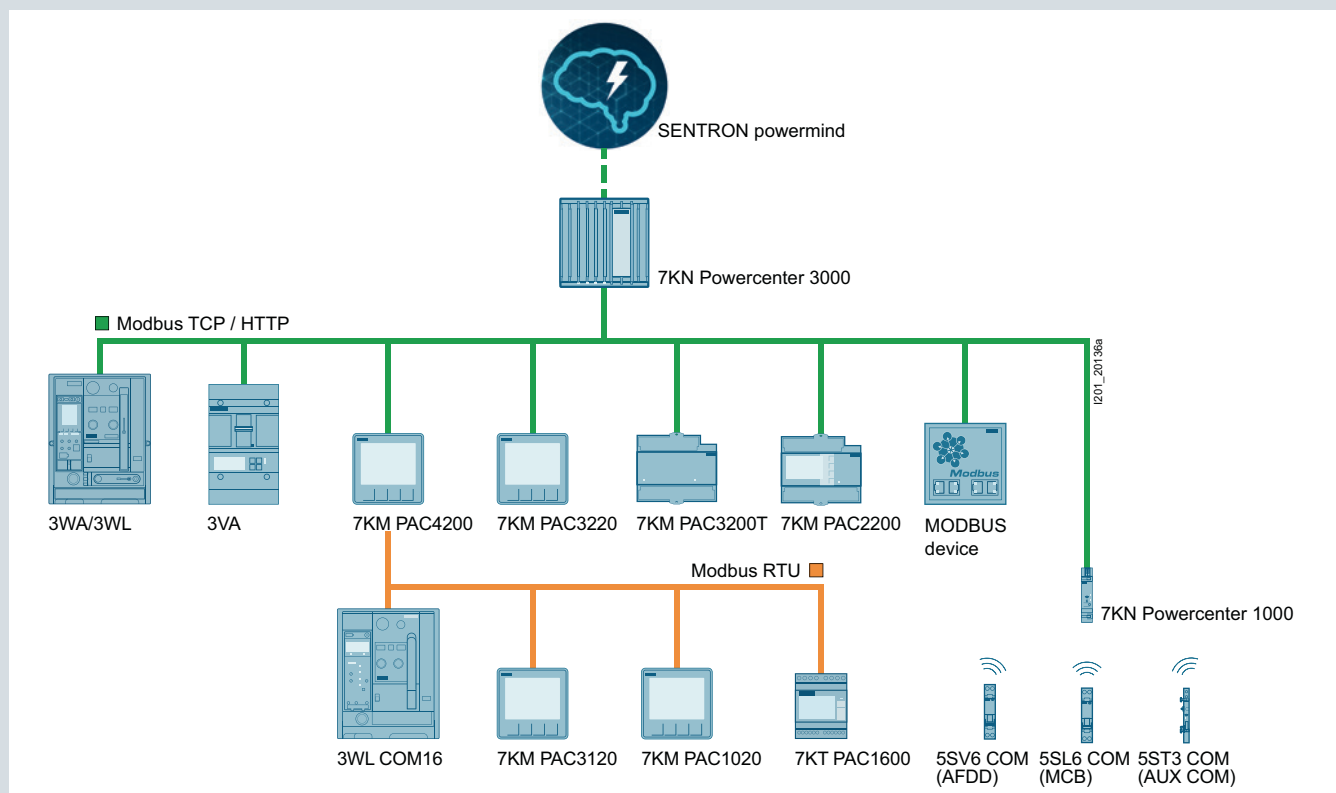 SENTRON powermind
7KN Powercenter 3000
Modbus TCP / HTTP
I201_20136a
Modbus
3WA/3WL
3VA
7KM PAC4200
7KM PAC3220
7KM PAC3200T
7KM PAC2200
MODBUS
device
Modbus RTU
7KN Powercenter 1000
3WL COM16
7KM PAC3120
7KM PAC1020
7KT PAC1600
5SV6 COM
(AFDD)
5SL6 COM
(MCB)
5ST3 COM
(AUX COM)